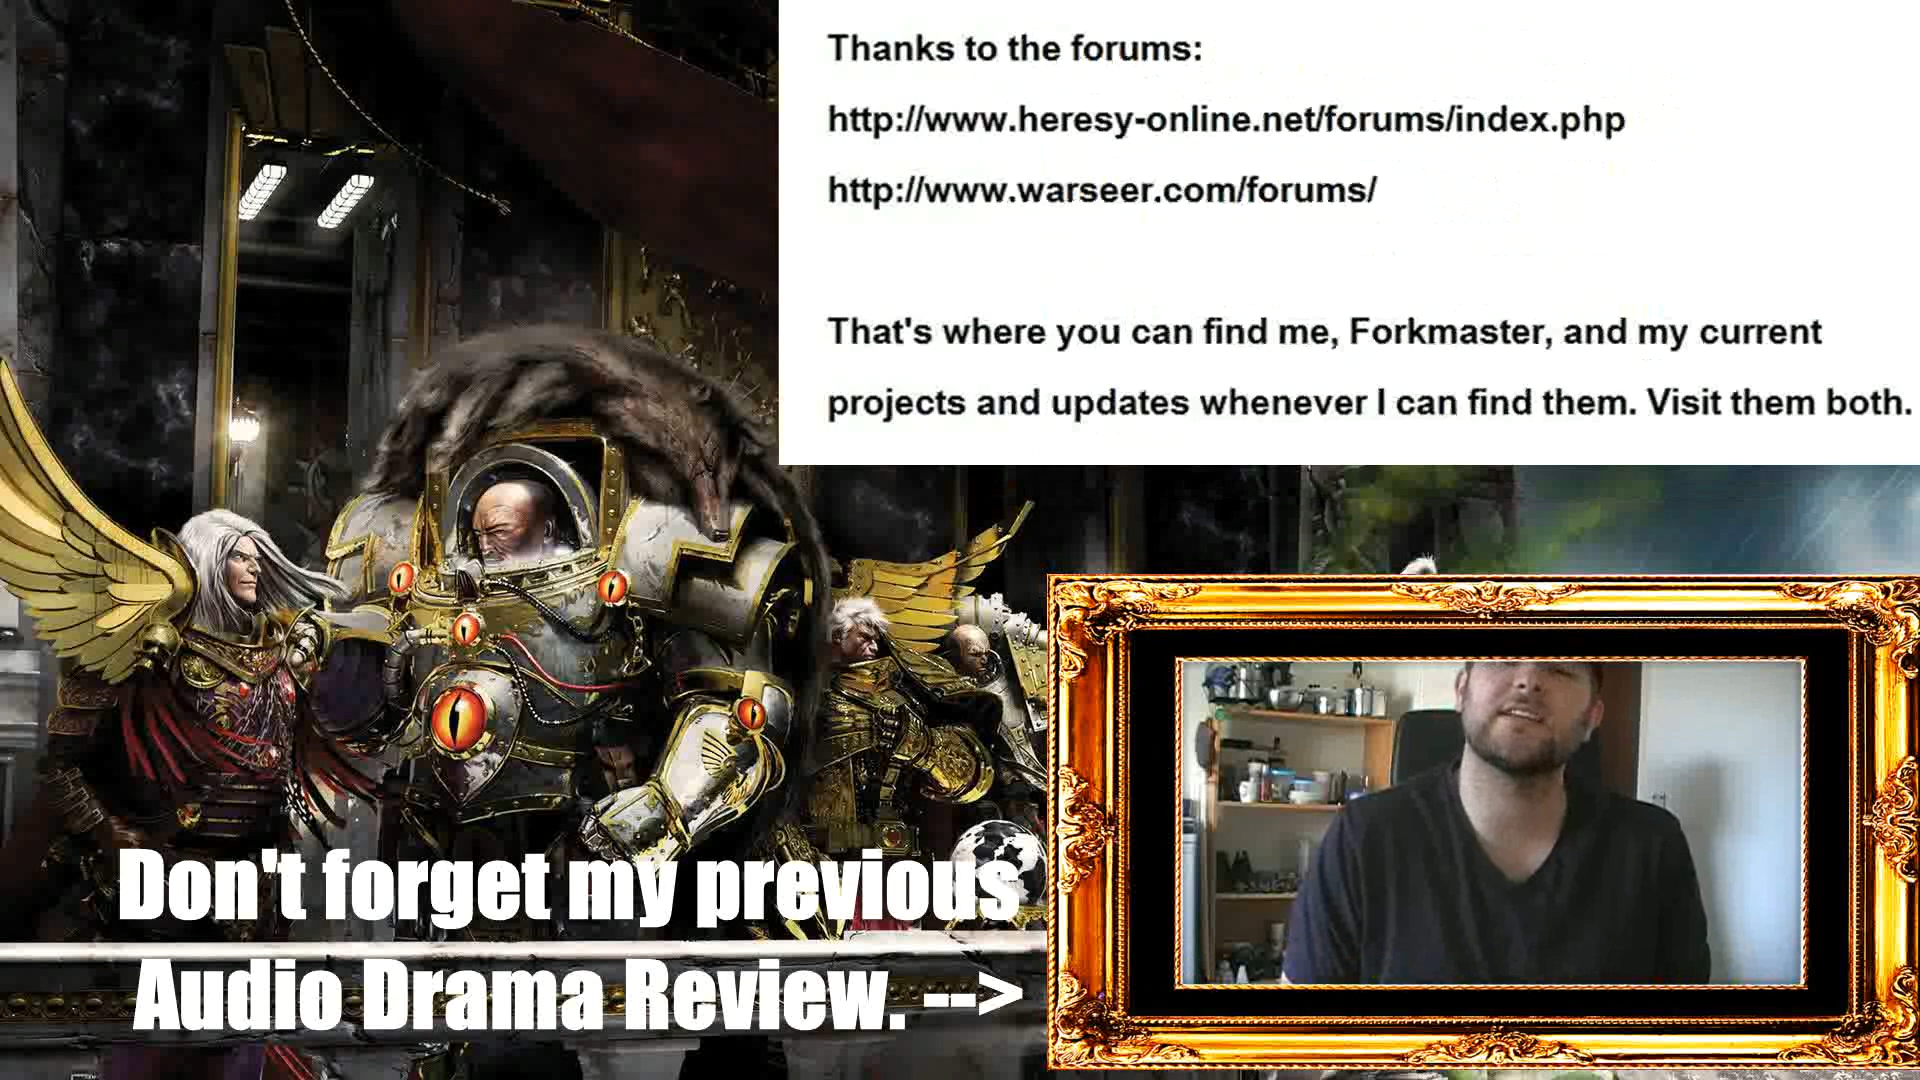 Thanks to the forums:
http://www.heresy-online.net/forums/index.php
http://www.warseer.com/forums/
That's where you can find me, Forkmaster, and my current
projects and updates whenever I can find them. Visit them both.
Don't forget my previous
Audio Drama Review. -->